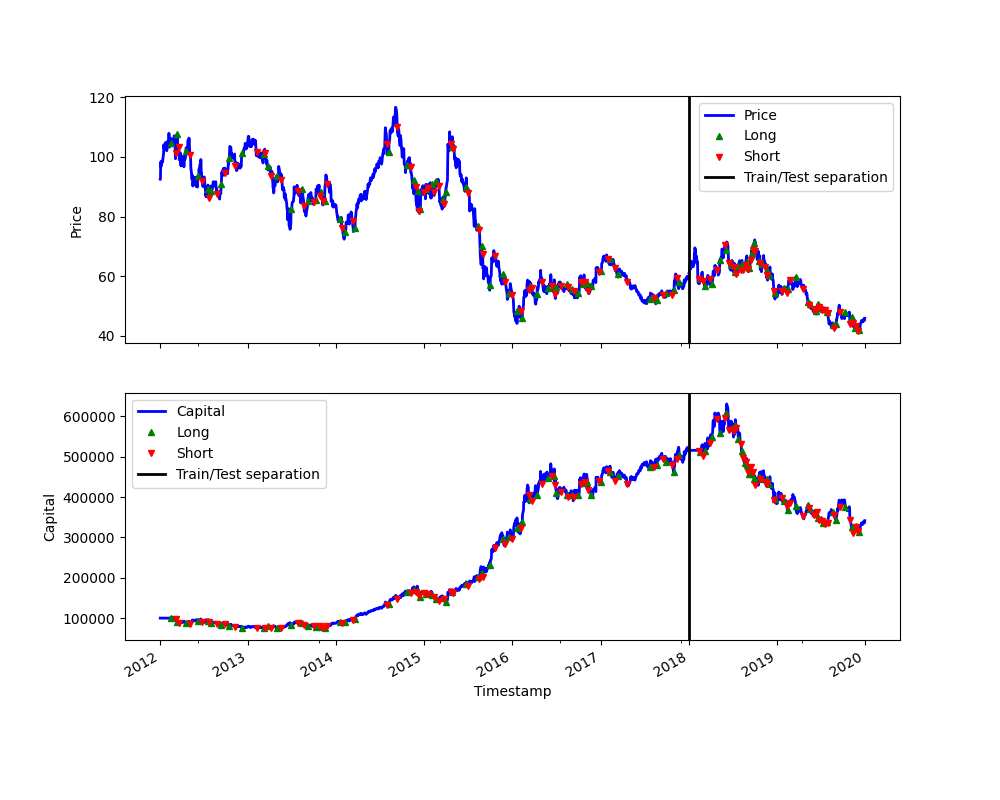 120
100
80
60
40
Price
Price
Long
Short
Train/Test separation
600000
500000
400000
300000
200000
100000
Capital
Capital
Long
Short
Train/Test separation
2012 2013 2014 2015 2016 2017 2018 2019 2020
Timestamp